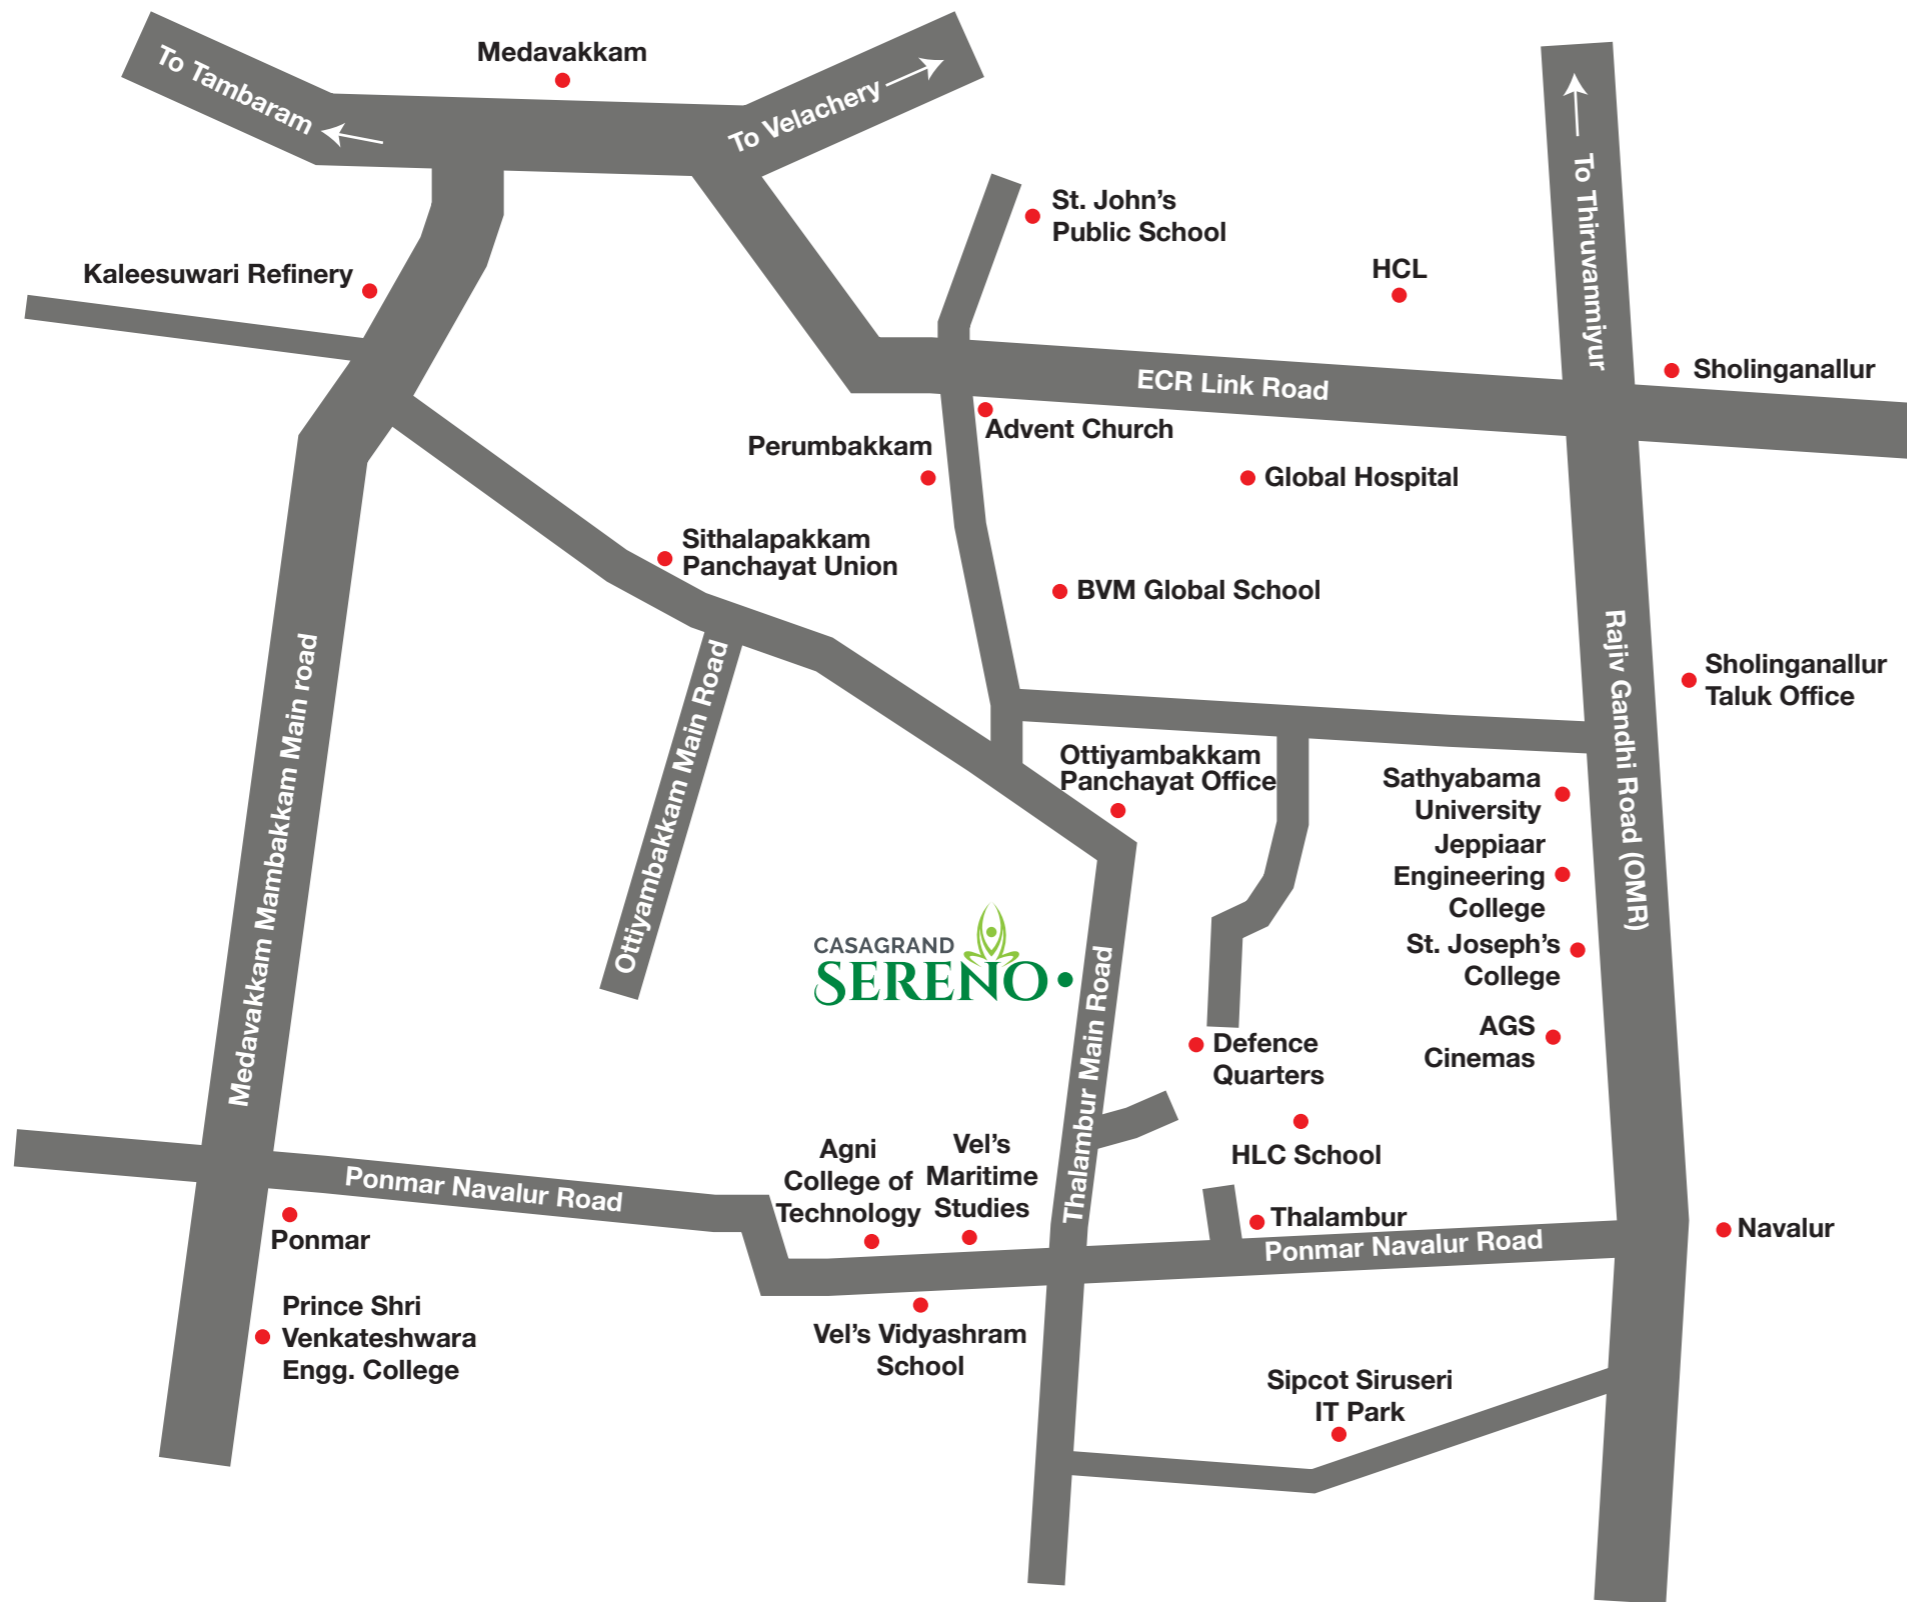 To Tambaram
Medavakkam
To Velachery
To Thiruvanmiyur
St. John's
Public School
Kaleesuwari Refinery
HCL
Sholinganallur
ECR Link Road
Advent Church
Perumbakkam
Global Hospital
Sithalapakkam
Panchayat Union
BVM Global School
Rajiv Gandhi Road (OMR)
Sholinganallur
Taluk Office
Medavakkam Mambakkam Main road
Ottiyambakkam Main Road
Ottiyambakkam
Panchayat Office
Sathyabama
University
Jeppiaar
Engineering
College
St. Joseph's
College
CASAGRAND
SERENO
Thalambur Main Road
AGS
Cinemas
Defence
Quarters
HLC School
Agni
College of
Technology
Vel's
Maritime
Studies
Ponmar Navalur Road
Ponmar
Thalambur
Ponmar Navalur Road
Navalur
Prince Shri
Venkateshwara
Engg. College
Vel's Vidyashram
School
Sipcot Siruseri
IT Park